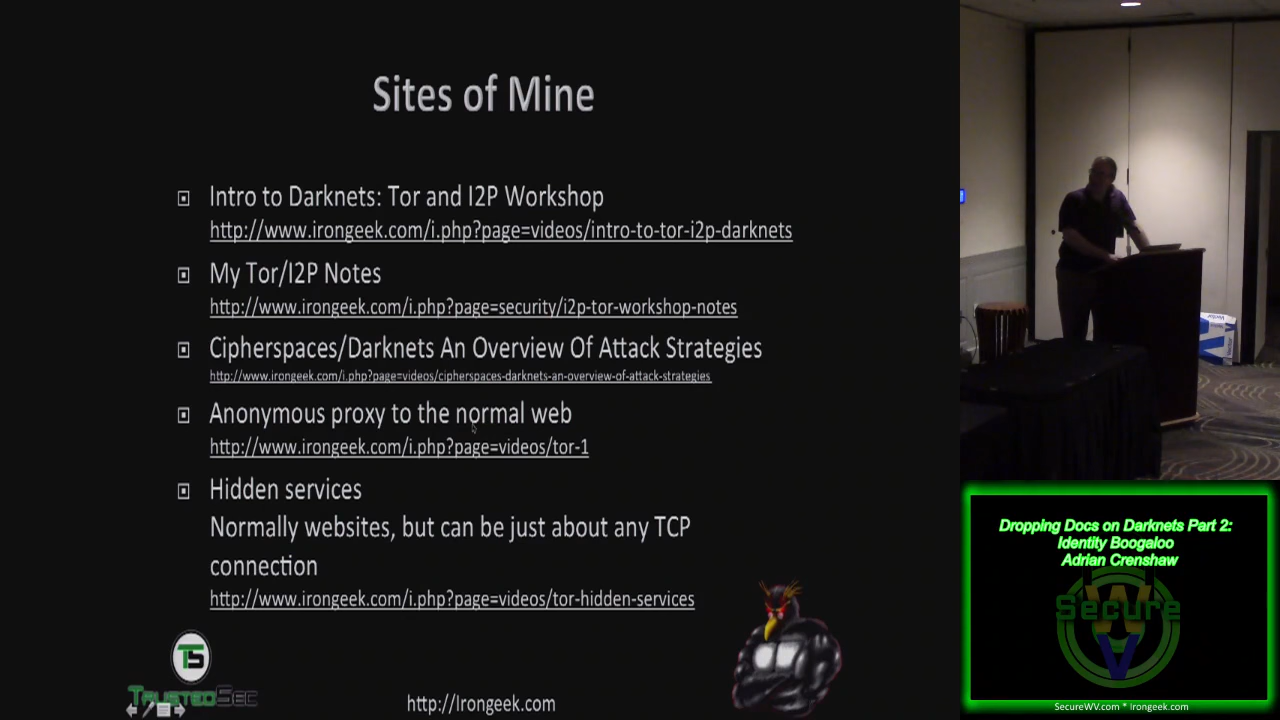 Sites of Mine
Intro to Darknets: Tor and I2P Workshop
http://www.irongeek.com/i.php?page=videos/intro-to-tor-i2p-darknets
My Tor/I2P Notes
http://www.irongeek.com/i.php?page=security/i2p-tor-workshop-notes
Cipherspaces/Darknets An Overview Of Attack Strategies
http://www.irongeek.com/i.php?page=videos/cipherspaces-darknets-an-overview-of-attack-strategies
Anonymous proxy to the normal web
http://www.irongeek.com/i.php?page=videos/tor-1
Hidden services
Normally websites, but can be just about any TCP
connection
http://www.irongeek.com/i.php?page=videos/tor-hidden-services
TS
TRUSTEDSEC
http://Irongeek.com
Dropping Docs on Darknets Part 2:
Identity Boogaloo
Adrian Crenshaw
Secure
WV
SecureWV.com * Irongeek.com